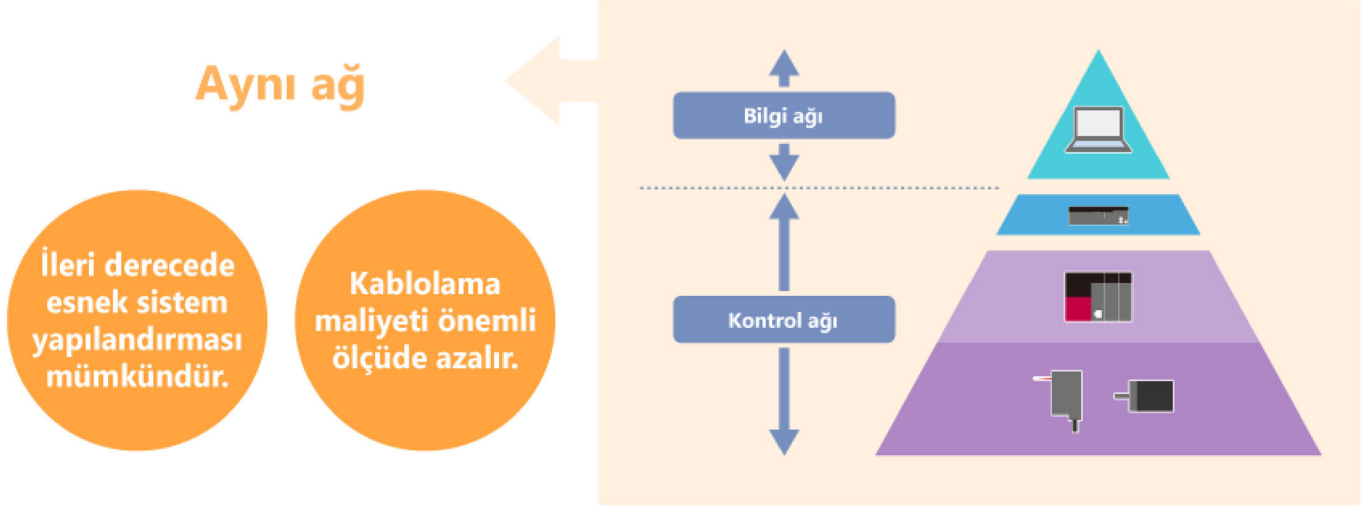 Aynı ağ
İleri derecede
esnek sistem
yapılandırması
mümkündür.
Kablolama
maliyeti önemli
ölçüde azalır.
Bilgi ağı
Kontrol ağı